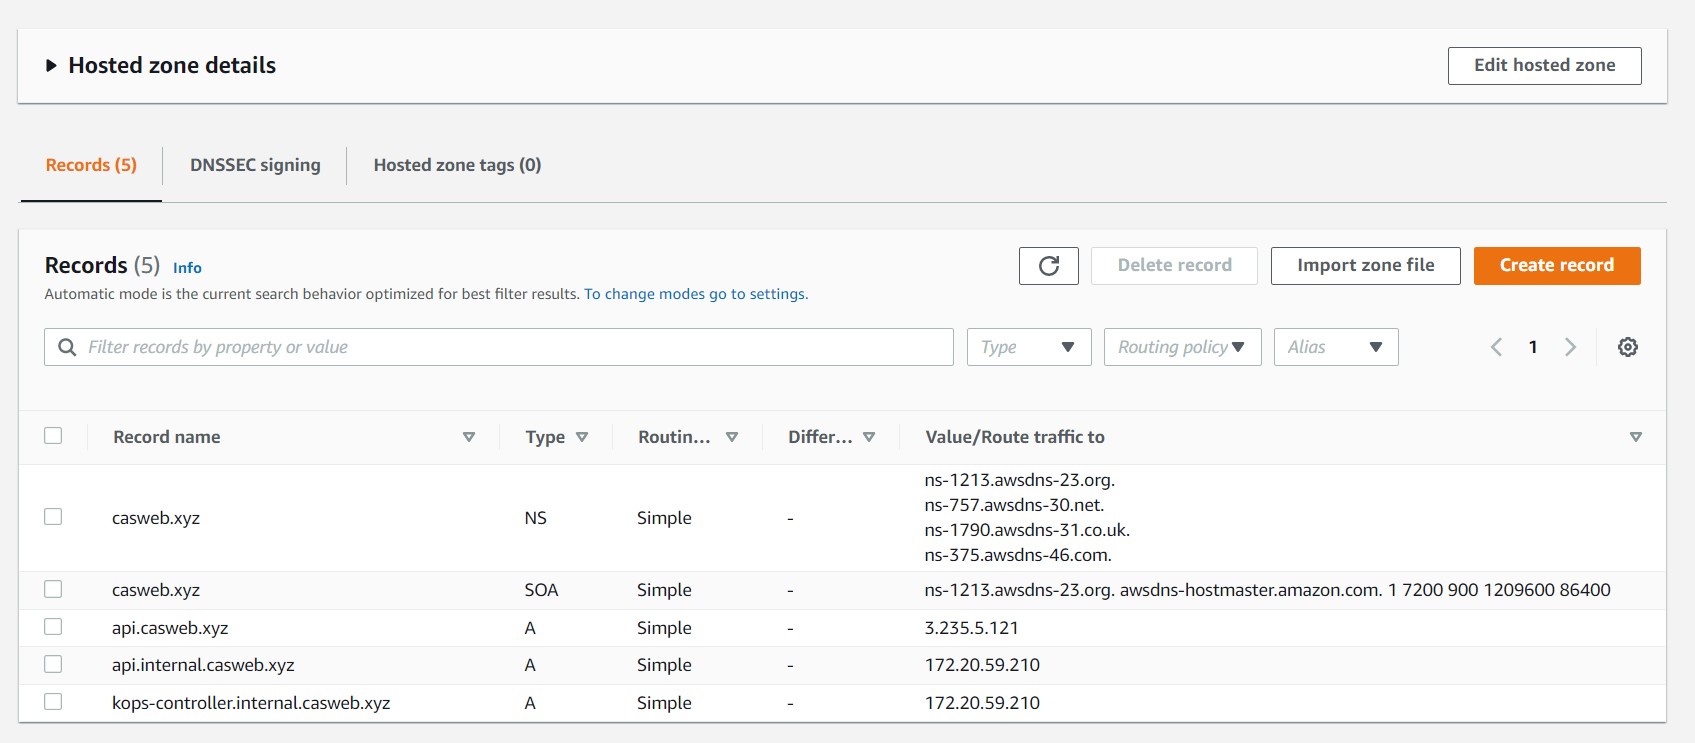 Hosted zone details
Edit hosted zone
Records (5)
DNSSEC signing
Hosted zone tags (0)
Records (5) Info
Delete record
Import zone file
Create record
Automatic mode is the current search behavior optimized for best filter results. To change modes go to settings.
Filter records by property or value
Type
Routing policy
Alias
1
Record name Type Routin... Differ... Value/Route traffic to
casweb.xyz NS Simple - ns-1213.awsdns-23.org.
ns-757.awsdns-30.net.
ns-1790.awsdns-31.co.uk.
ns-375.awsdns-46.com.
casweb.xyz SOA Simple - ns-1213.awsdns-23.org. awsdns-hostmaster.amazon.com. 1 7200 900 1209600 86400
api.casweb.xyz A Simple - 3.235.5.121
api.internal.casweb.xyz A Simple - 172.20.59.210
kops-controller.internal.casweb.xyz A Simple - 172.20.59.210